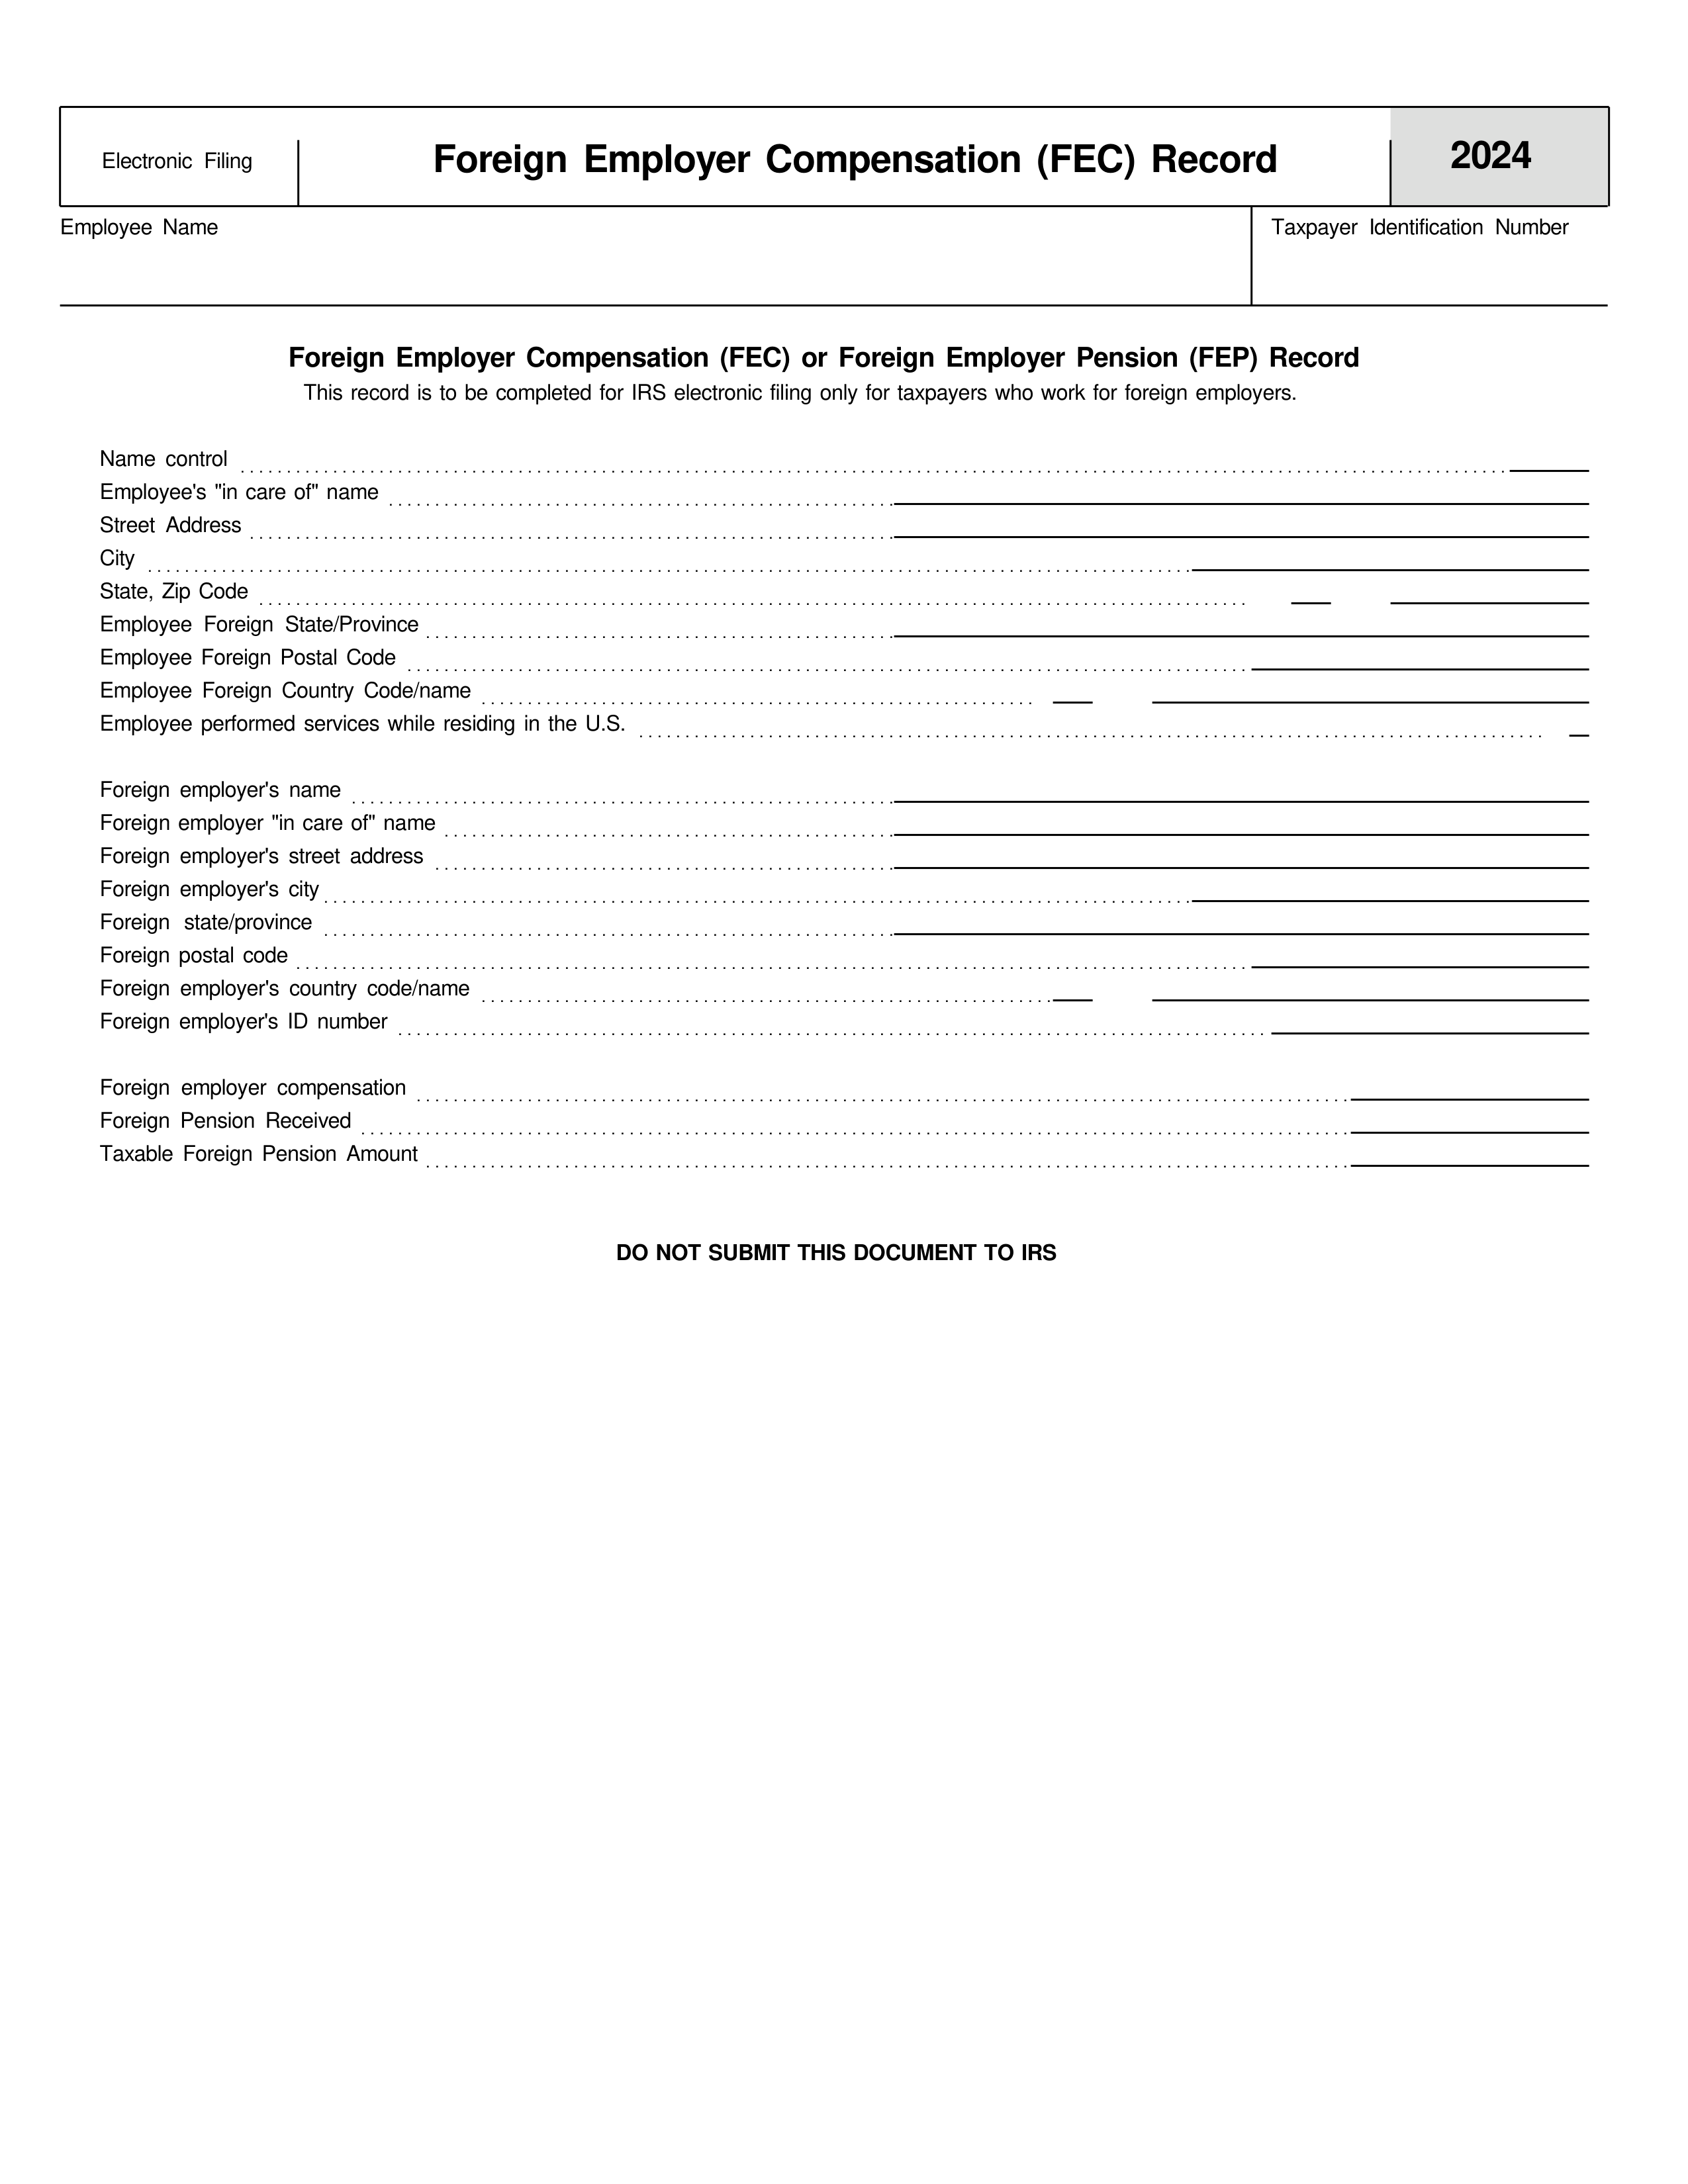 Electronic Filing
Foreign Employer Compensation (FEC) Record
2024
Employee Name
Taxpayer Identification Number
Foreign Employer Compensation (FEC) or Foreign Employer Pension (FEP) Record
This record is to be completed for IRS electronic filing only for taxpayers who work for foreign employers.
Name control
Employee's "in care of" name
Street Address
City
State, Zip Code
Employee Foreign State/Province
Employee Foreign Postal Code
Employee Foreign Country Code/name
Employee performed services while residing in the U.S.
Foreign employer's name
Foreign employer "in care of" name
Foreign employer's street address
Foreign employer's city
Foreign state/province
Foreign postal code
Foreign employer's country code/name
Foreign employer's ID number
Foreign employer compensation
Foreign Pension Received
Taxable Foreign Pension Amount
DO NOT SUBMIT THIS DOCUMENT TO IRS